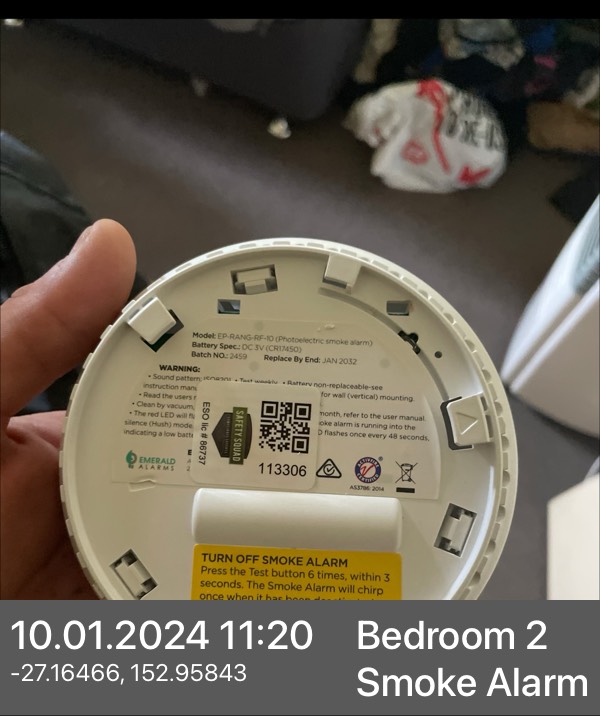 Model: EP-RANG-RF-10 (Photoelectric smoke alarm)
Battery Spec.: DC 3V (CR17450)
Batch NO.: 2459 Replace By End: JAN 2032
WARNING:
• Sound pattern: • Test weekly • Battery non-replaceable-see
instruction for wall (vertical) mounting.
• Read the users
• Clean by vacuum, month, refer to the user manual.
• The red LED will smoke alarm is running into the
silence (Hush) mode. flashes once every 48 seconds,
indicating a low
EMERALD
ALARMS
ESO lic # 86737
SAFETY SQUAD
113306
AS3786: 2014
TURN OFF SMOKE ALARM
Press the Test button 6 times, within 3
seconds. The Smoke Alarm will chirp
once when it has been
10.01.2024 11:20
-27.16466, 152.95843
Bedroom 2
Smoke Alarm